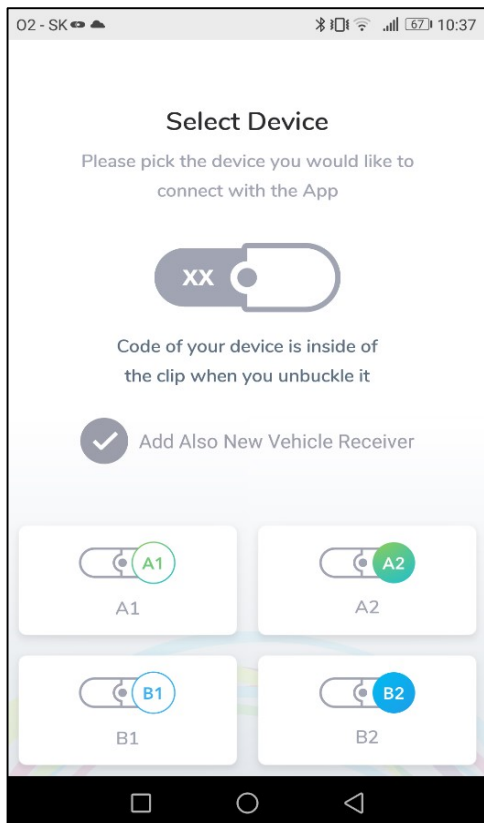 O2 - SK 67 10:37
Select Device
Please pick the device you would like to
connect with the App
XX
Code of your device is inside of
the clip when you unbuckle it
Add Also New Vehicle Receiver
A1 A2
A1 A2
B1 B2
B1 B2